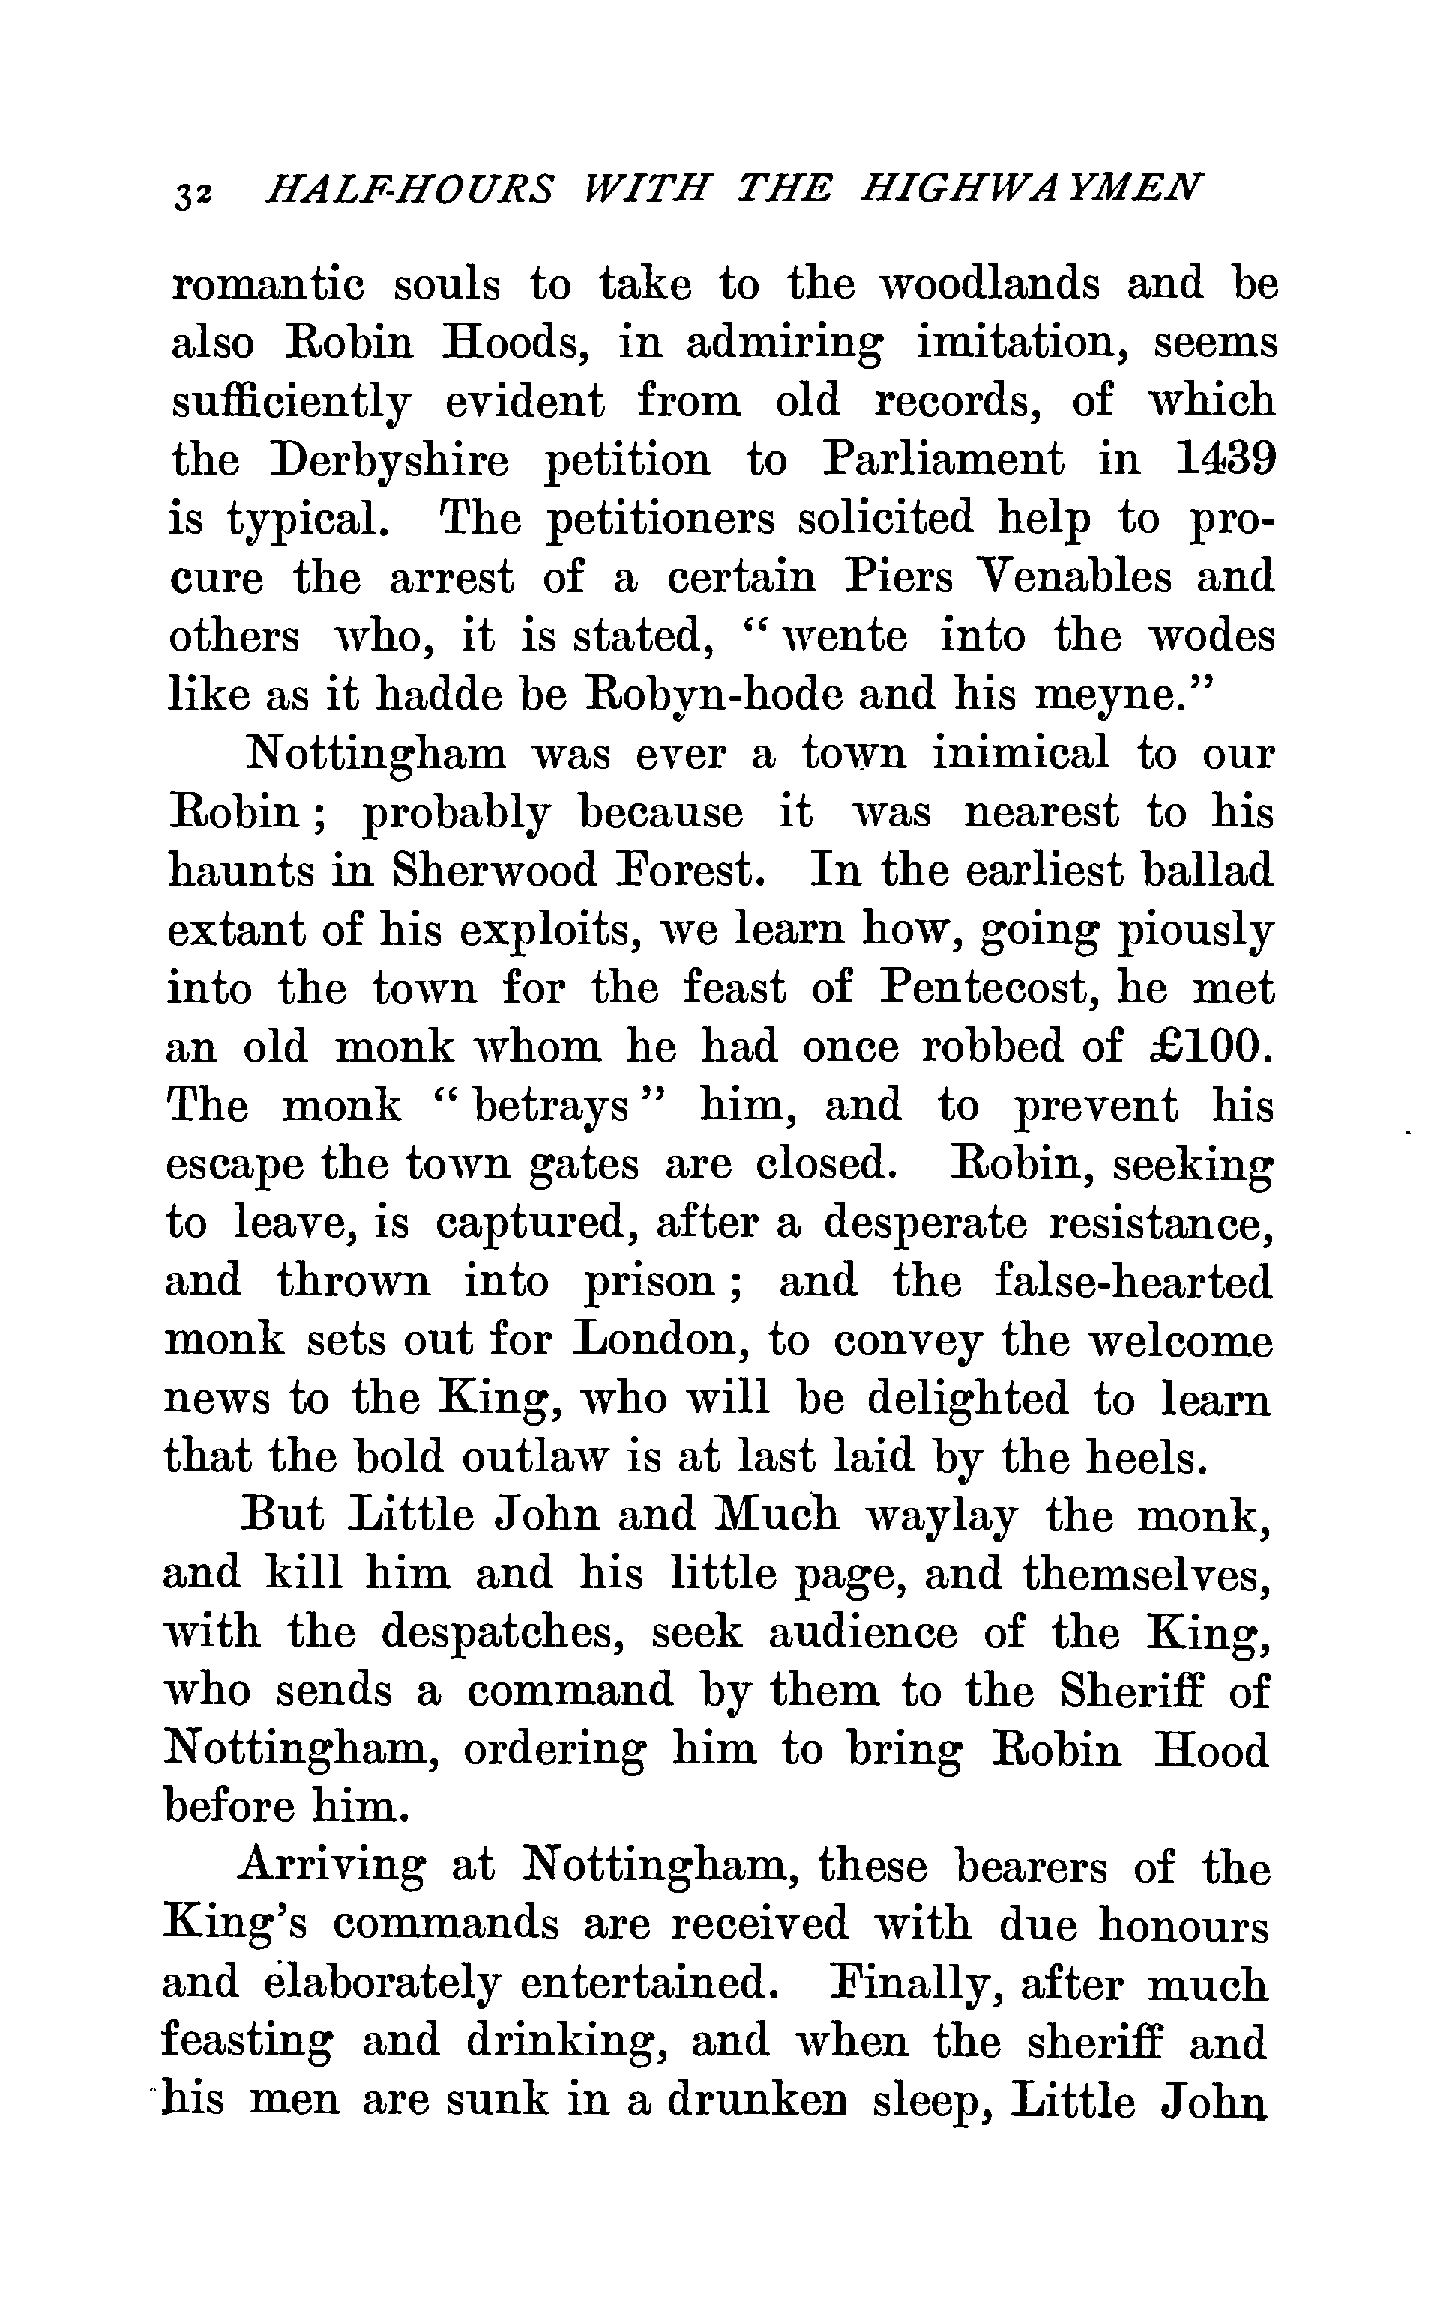 32 HALF-HOURS WITH THE HIGHWAYMEN
romantic souls to take to the woodlands and be
also Robin Hoods, in admiring imitation, seems
sufficiently evident from old records, of which
the Derbyshire petition to Parliament in 1439
is typical. The petitioners solicited help to pro-
cure the arrest of a certain Piers Venables and
others who, it is stated, “ wente into the wodes
like as it hadde be Robyn-hode and his meyne.”
Nottingham was ever a town inimical to our
Robin ; probably because it was nearest to his
haunts in Sherwood Forest. In the earliest ballad
extant of his exploits, we learn how, going piously
into the town for the feast of Pentecost, he met
an old monk whom he had once robbed of £100.
The monk “ betrays ” him, and to prevent his
escape the town gates are closed. Robin, seeking
to leave, is captured, after a desperate resistance,
and thrown into prison ; and the false-hearted
monk sets out for London, to convey the welcome
news to the King, who will be delighted to learn
that the bold outlaw is at last laid by the heels.
But Little John and Much waylay the monk,
and kill him and his little page, and themselves,
with the despatches, seek audience of the King,
who sends a command by them to the Sheriff of
Nottingham, ordering him to bring Robin Hood
before him.
Arriving at Nottingham, these bearers of the
King’s commands are received with due honours
and elaborately entertained. Finally, after much
feasting and drinking, and when the sheriff and
his men are sunk in a drunken sleep, Little John